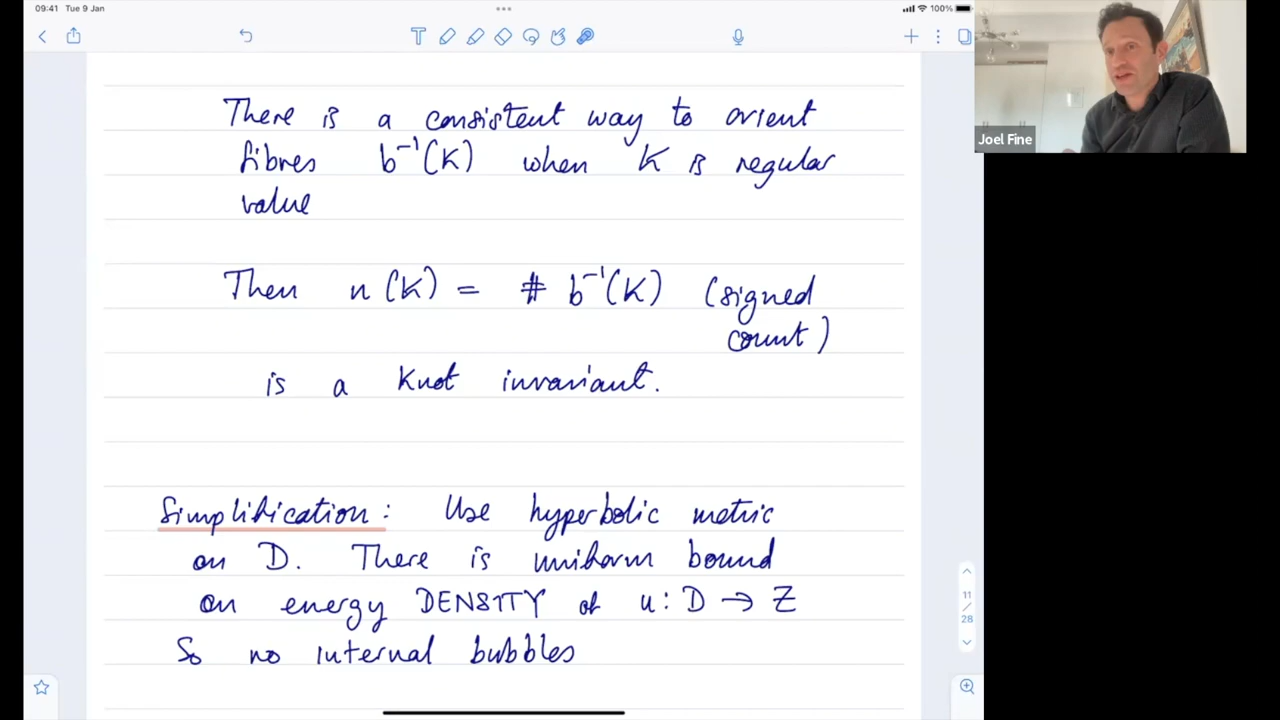 09:41 Tue 9 Jan
100%
Joel Fine
There is a consistent way to orient
fibres b⁻¹(K) when K is regular
value
Then n(K) = # b⁻¹(K) (signed
count)
is a knot invariant.
Simplification: Use hyperbolic metric
on D. There is uniform bound
on energy DENSITY of u: D → Z
So no internal bubbles
11
/
28